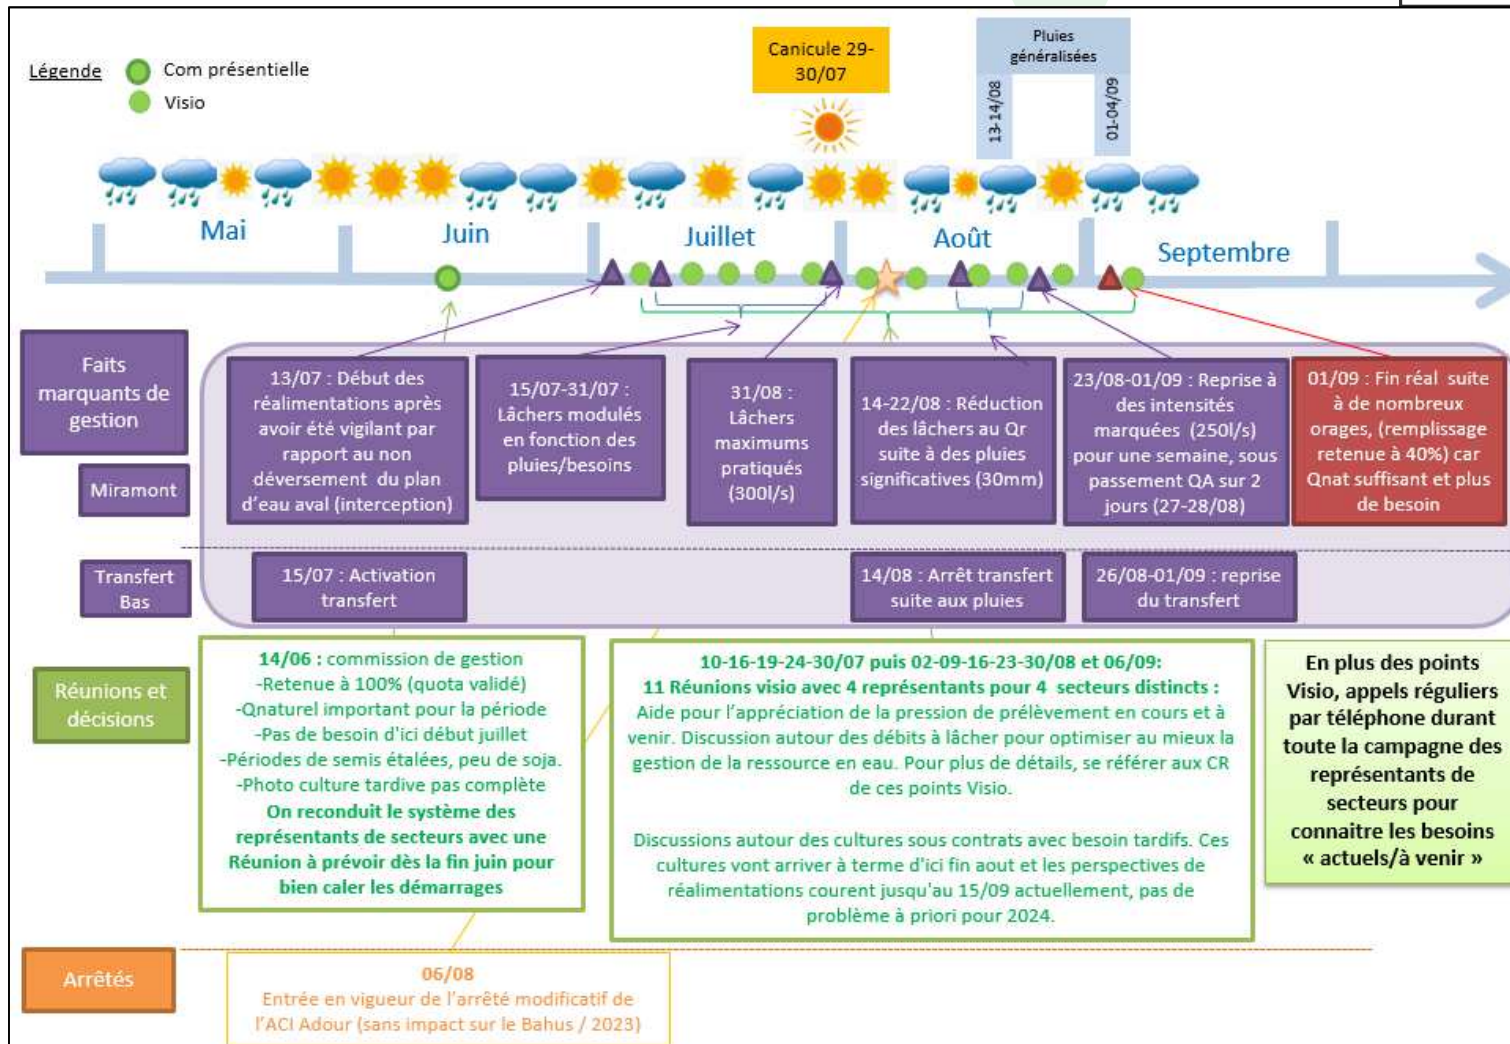 Légende
Com présentielle
Visio
Canicule 29-
30/07
Pluies
généralisées
13-14/08
01-04/09
Mai
Juin
Juillet
Août
Septembre
Faits
marquants de
gestion
Miramont
13/07 : Début des
réalimentations après
avoir été vigilant par
rapport au non
déversement du plan
d'eau aval (interception)
15/07-31/07 :
Lâchers modulés
en fonction des
pluies/besoins
31/08 :
Lâchers
maximums
pratiqués
(300l/s)
14-22/08 : Réduction
des lâchers au Qr
suite à des pluies
significatives (30mm)
23/08-01/09 : Reprise à
des intensités
marquées (250l/s)
pour une semaine, sous
passement QA sur 2
jours (27-28/08)
01/09 : Fin réal suite
à de nombreux
orages, (remplissage
retenue à 40%) car
Qnat suffisant et plus
de besoin
Transfert
Bas
15/07 : Activation
transfert
14/08 : Arrêt transfert
suite aux pluies
26/08-01/09 : reprise
du transfert
Réunions et
décisions
14/06 : commission de gestion
-Retenue à 100% (quota validé)
-Qnaturel important pour la période
-Pas de besoin d'ici début juillet
-Périodes de semis étalées, peu de soja.
-Photo culture tardive pas complète
On reconduit le système des
représentants de secteurs avec une
Réunion à prévoir dès la fin juin pour
bien caler les démarrages
10-16-19-24-30/07 puis 02-09-16-23-30/08 et 06/09:
11 Réunions visio avec 4 représentants pour 4 secteurs distincts :
Aide pour l'appréciation de la pression de prélèvement en cours et à
venir. Discussion autour des débits à lâcher pour optimiser au mieux la
gestion de la ressource en eau. Pour plus de détails, se référer aux CR
de ces points Visio.
Discussions autour des cultures sous contrats avec besoin tardifs. Ces
cultures vont arriver à terme d'ici fin aout et les perspectives de
réalimentations courent jusqu'au 15/09 actuellement, pas de
problème à priori pour 2024.
En plus des points
Visio, appels réguliers
par téléphone durant
toute la campagne des
représentants de
secteurs pour
connaitre les besoins
« actuels/à venir »
Arrêtés
06/08
Entrée en vigueur de l'arrêté modificatif de
l'ACI Adour (sans impact sur le Bahus / 2023)